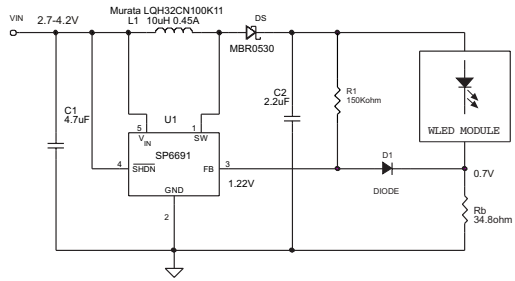 Murata LQH32CN100K11
VIN 2.7-4.2V L1 10uH 0.45A DS
MBR0530
C1
4.7uF
U1
C2
2.2uF
R1
150Kohm
WLED MODULE
5 1
VIN SW
SP6691
4 SHDN FB 3
1.22V
GND
2
D1
DIODE
0.7V
Rb
34.8ohm